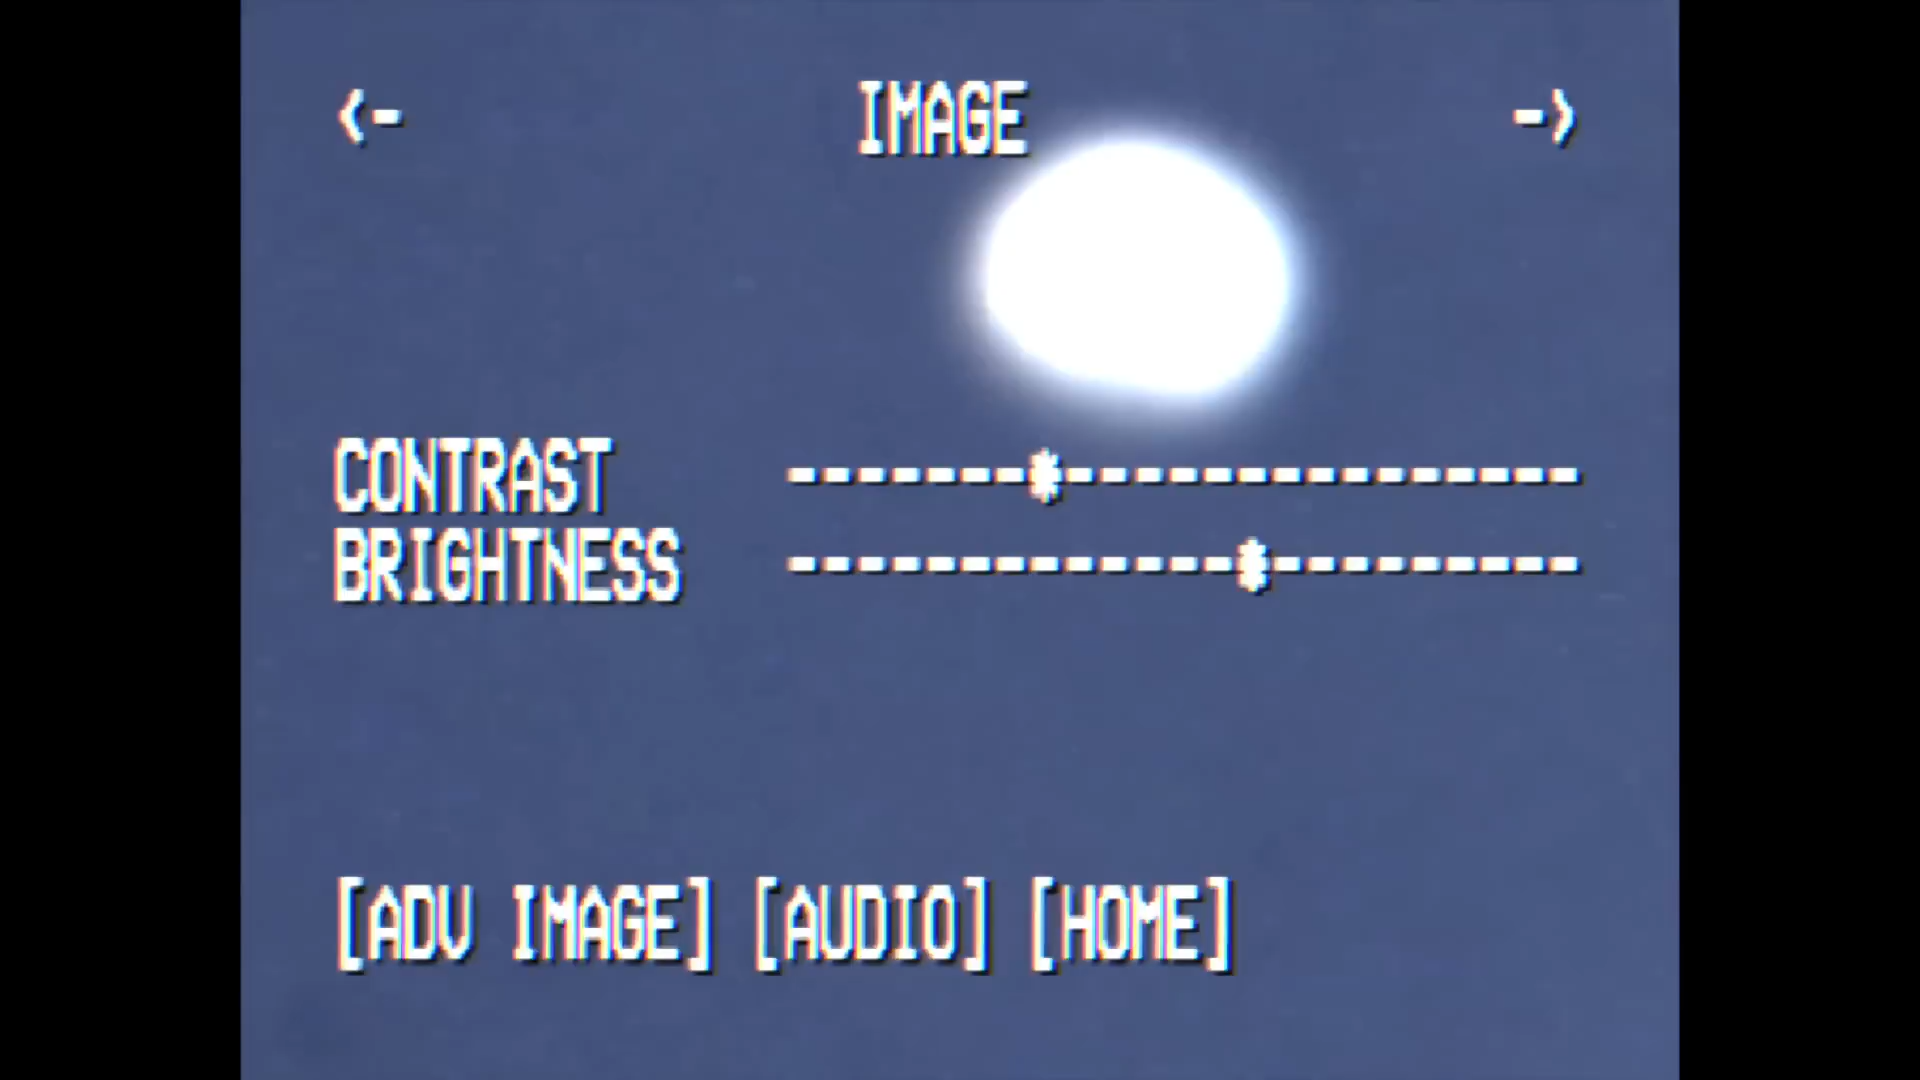 <- IMAGE ->
CONTRAST -------*---------------
BRIGHTNESS -------------*---------
[ADV IMAGE] [AUDIO] [HOME]